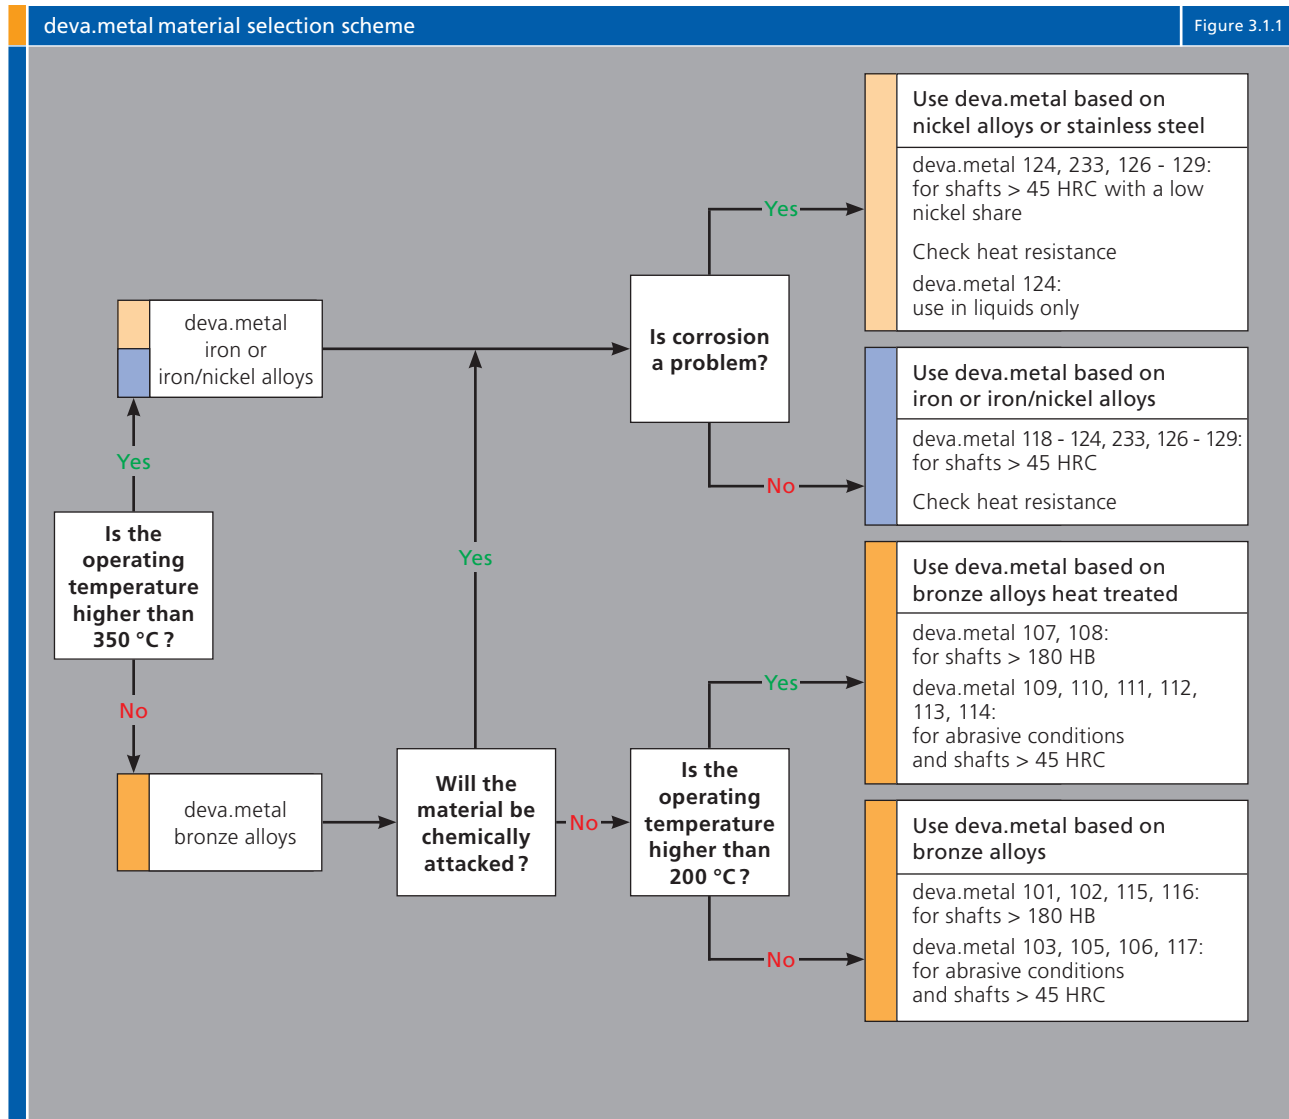 deva.metal material selection scheme
Figure 3.1.1
Use deva.metal based on
nickel alloys or stainless steel
deva.metal 124, 233, 126 - 129:
for shafts > 45 HRC with a low
nickel share
Check heat resistance
deva.metal 124:
use in liquids only
Yes
deva.metal
iron or
iron/nickel alloys
Is corrosion
a problem?
Use deva.metal based on
iron or iron/nickel alloys
deva.metal 118 - 124, 233, 126 - 129:
for shafts > 45 HRC
Check heat resistance
Yes
No
Is the
operating
temperature
higher than
350 °C ?
Yes
Use deva.metal based on
bronze alloys heat treated
deva.metal 107, 108:
for shafts > 180 HB
deva.metal 109, 110, 111, 112,
113, 114:
for abrasive conditions
and shafts > 45 HRC
Yes
No
deva.metal
bronze alloys
Will the
material be
chemically
attacked ?
No
Is the
operating
temperature
higher than
200 °C ?
Use deva.metal based on
bronze alloys
deva.metal 101, 102, 115, 116:
for shafts > 180 HB
deva.metal 103, 105, 106, 117:
for abrasive conditions
and shafts > 45 HRC
No